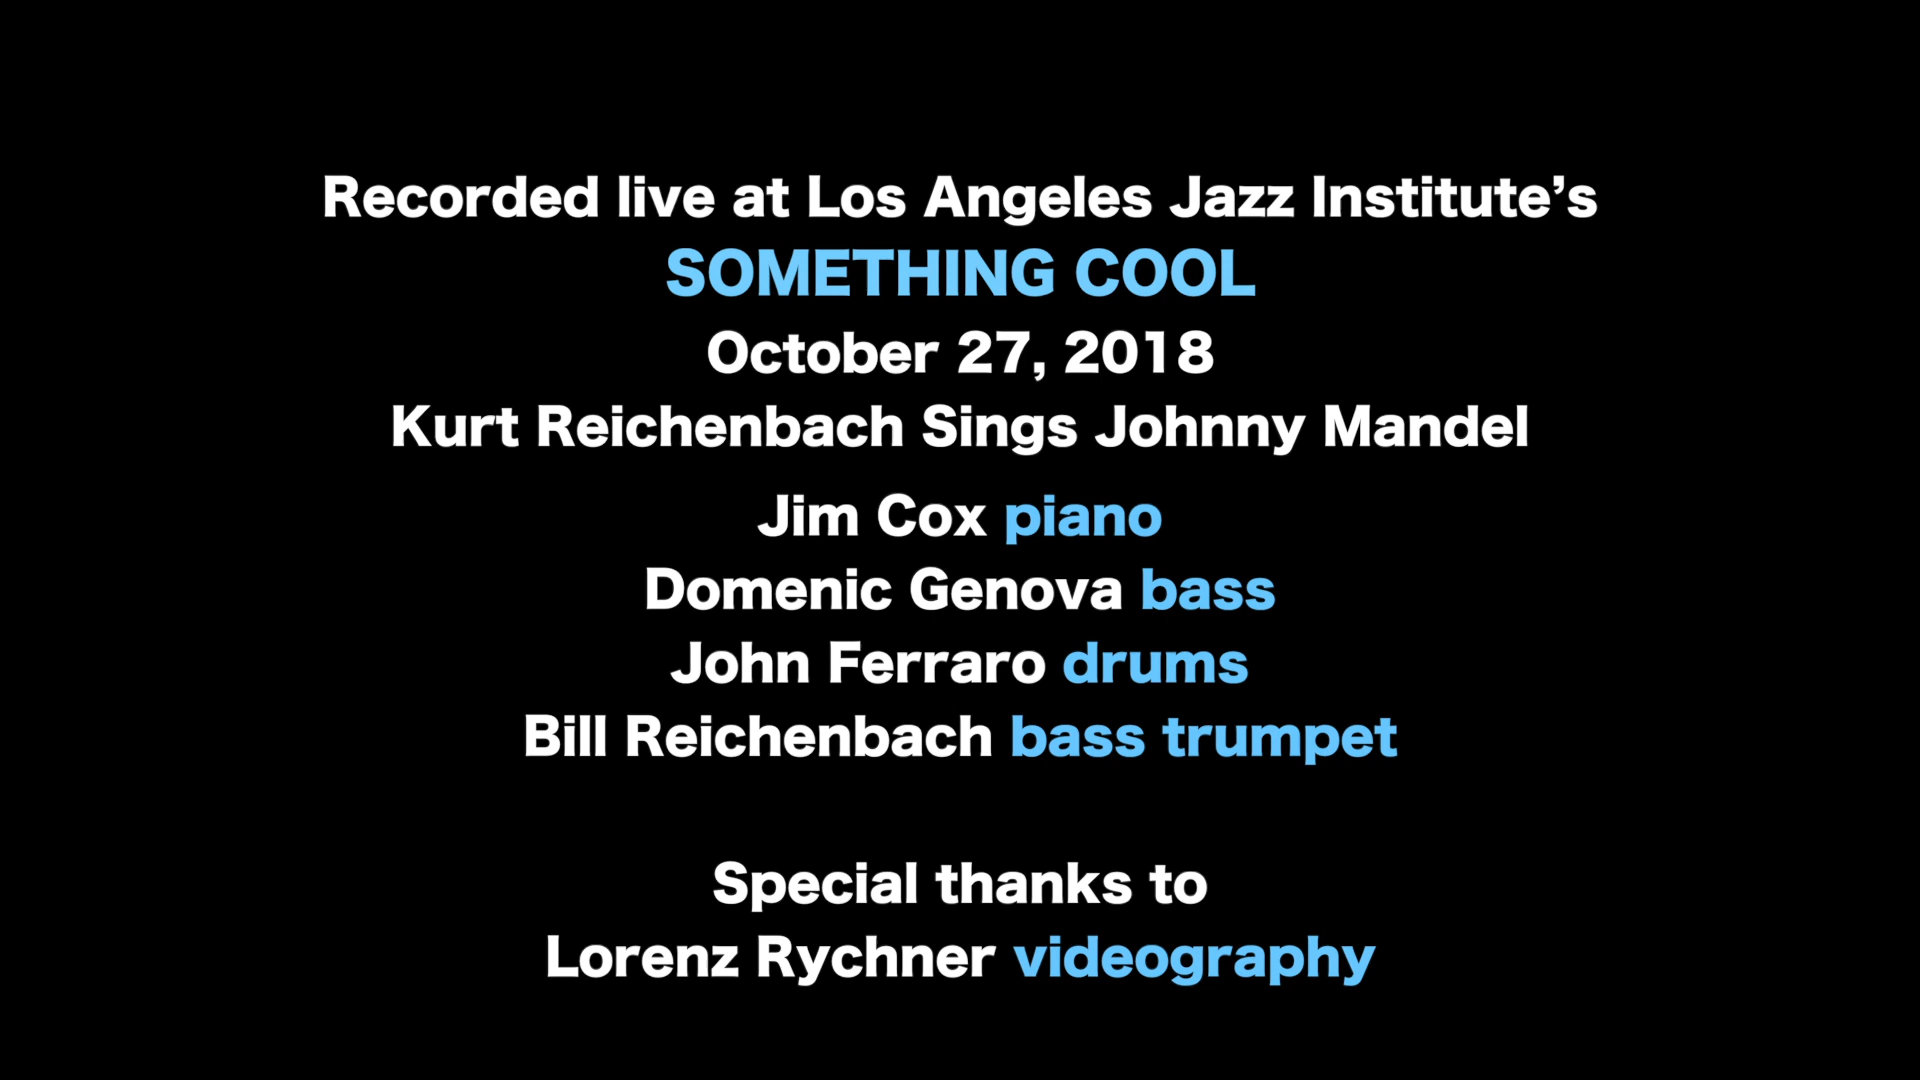 Recorded live at Los Angeles Jazz Institute’s
SOMETHING COOL
October 27, 2018
Kurt Reichenbach Sings Johnny Mandel
Jim Cox piano
Domenic Genova bass
John Ferraro drums
Bill Reichenbach bass trumpet
Special thanks to
Lorenz Rychner videography